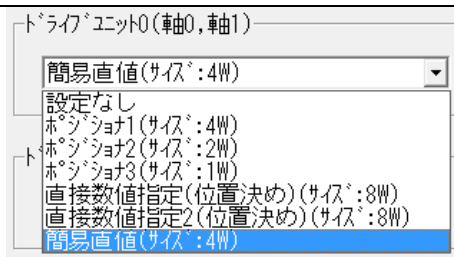 ﾄﾞﾗｲﾌﾞﾕﾆｯﾄ0(車軸0,車軸1)
簡易直値(ｻｲｽﾞ:4W)
設定なし
ﾎﾟｼﾞｼｮﾅ1(ｻｲｽﾞ:4W)
ﾎﾟｼﾞｼｮﾅ2(ｻｲｽﾞ:2W)
ﾎﾟｼﾞｼｮﾅ3(ｻｲｽﾞ:1W)
直接数値指定(位置決め)(ｻｲｽﾞ:8W)
直接数値指定2(位置決め)(ｻｲｽﾞ:8W)
簡易直値(ｻｲｽﾞ:4W)